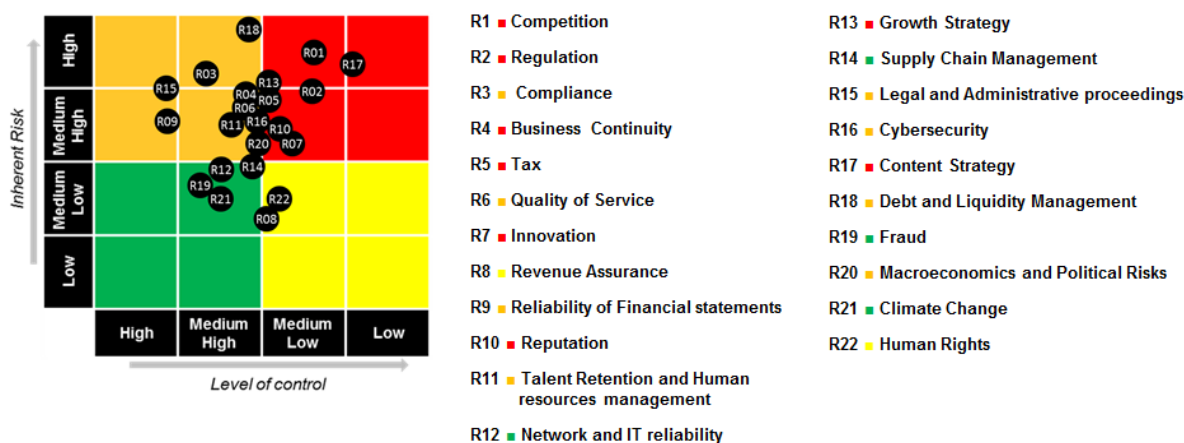 Inherent Risk
High
Medium
High
Medium
Low
Low
R18
R01
R17
R03
R13
R15
R04
R02
R05
R06
R09
R11
R16
R10
R20
R07
R12
R14
R19
R21
R22
R08
High
Medium
High
Medium
Low
Low
Level of control
R1 Competition
R2 Regulation
R3 Compliance
R4 Business Continuity
R5 Tax
R6 Quality of Service
R7 Innovation
R8 Revenue Assurance
R9 Reliability of Financial statements
R10 Reputation
R11 Talent Retention and Human
resources management
R12 Network and IT reliability
R13 Growth Strategy
R14 Supply Chain Management
R15 Legal and Administrative proceedings
R16 Cybersecurity
R17 Content Strategy
R18 Debt and Liquidity Management
R19 Fraud
R20 Macroeconomics and Political Risks
R21 Climate Change
R22 Human Rights